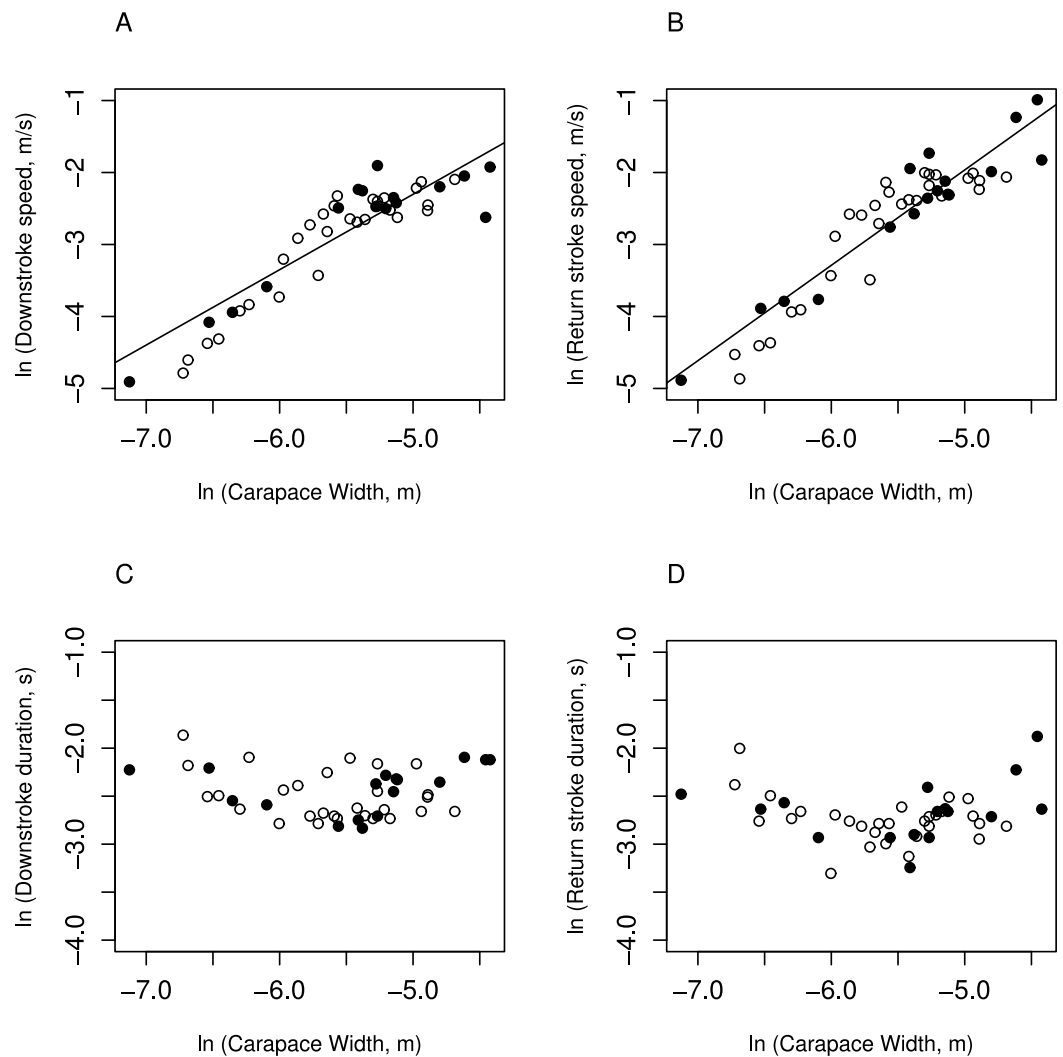 A
ln (Downstroke speed, m/s)
−1
−2
−3
−4
−5
−7.0 −6.0 −5.0
ln (Carapace Width, m)
B
ln (Return stroke speed, m/s)
−1
−2
−3
−4
−5
−7.0 −6.0 −5.0
ln (Carapace Width, m)
C
ln (Downstroke duration, s)
−1.0
−2.0
−3.0
−4.0
−7.0 −6.0 −5.0
ln (Carapace Width, m)
D
ln (Return stroke duration, s)
−1.0
−2.0
−3.0
−4.0
−7.0 −6.0 −5.0
ln (Carapace Width, m)